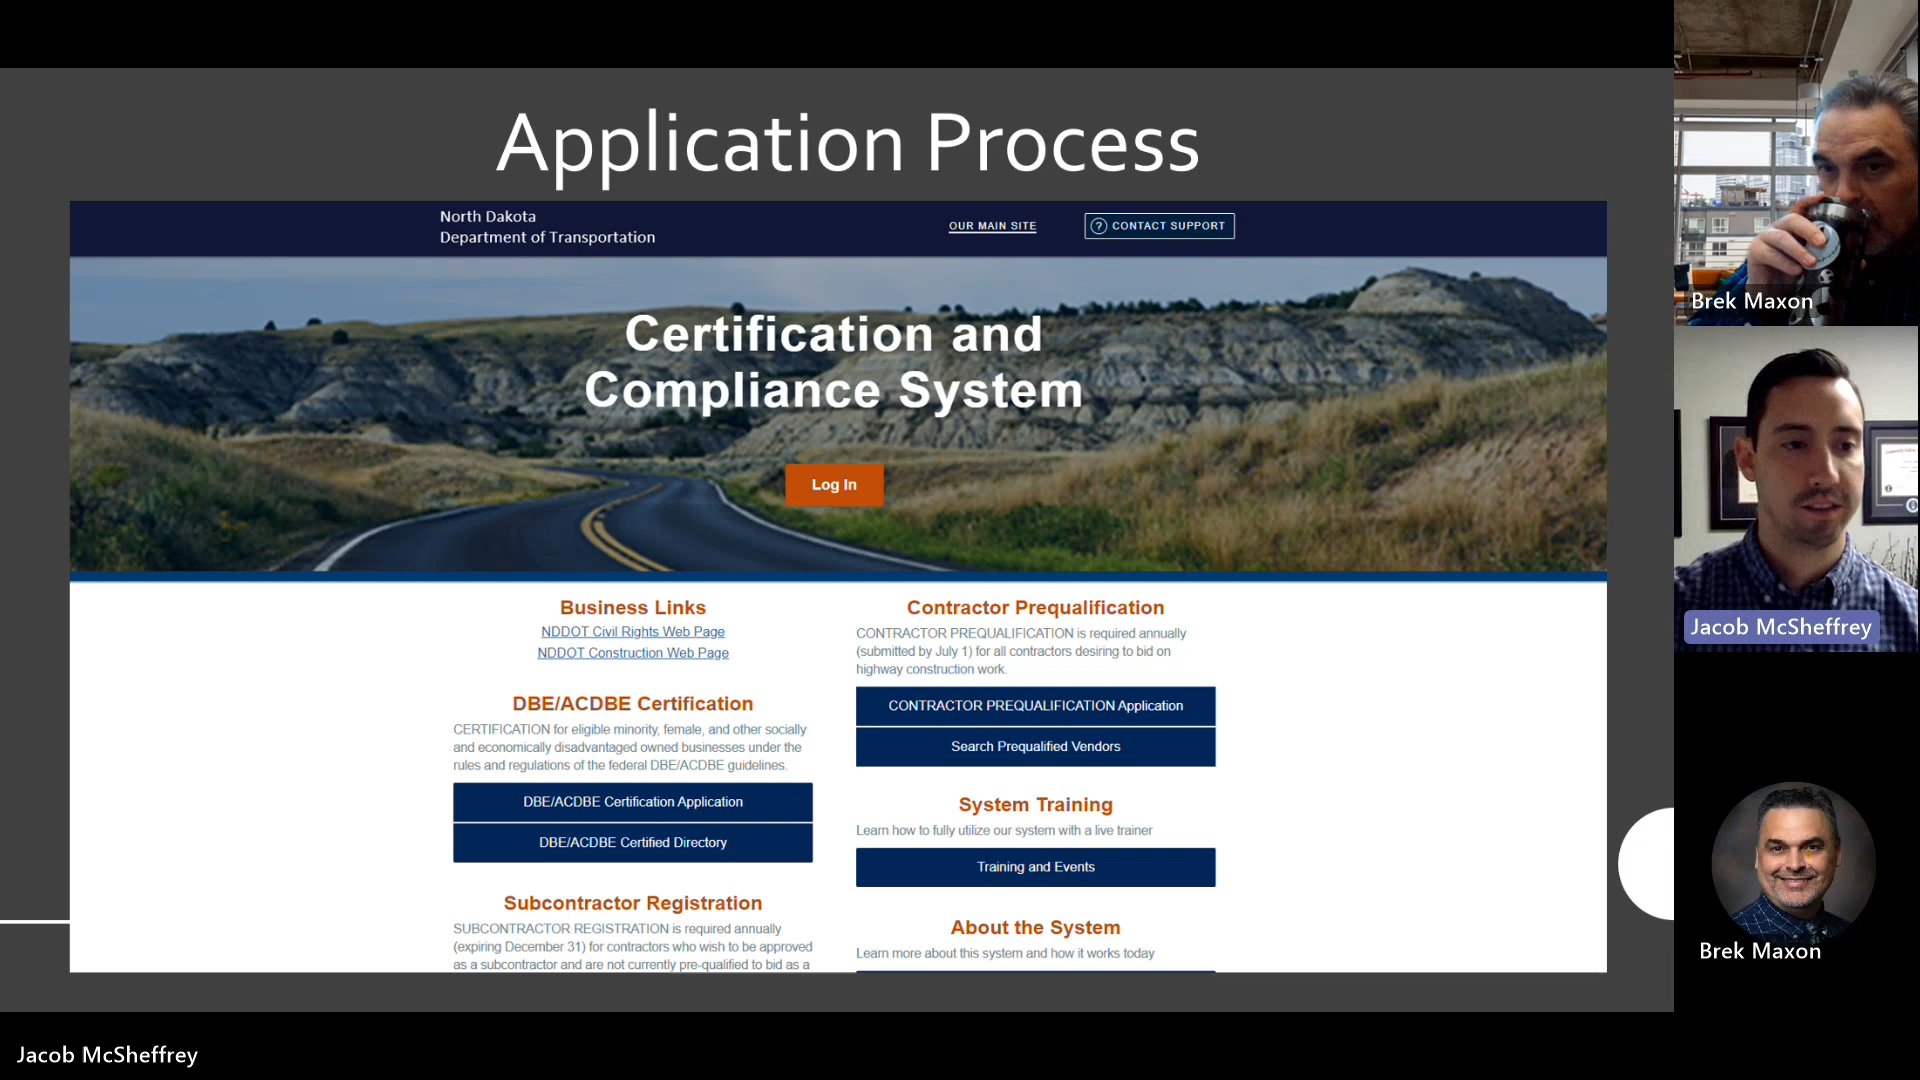 Application Process
North Dakota
Department of Transportation
OUR MAIN SITE
? CONTACT SUPPORT
Certification and
Compliance System
Log In
Business Links
NDDOT Civil Rights Web Page
NDDOT Construction Web Page
DBE/ACDBE Certification
CERTIFICATION for eligible minority, female, and other socially
and economically disadvantaged owned businesses under the
rules and regulations of the federal DBE/ACDBE guidelines.
DBE/ACDBE Certification Application
DBE/ACDBE Certified Directory
Subcontractor Registration
SUBCONTRACTOR REGISTRATION is required annually
(expiring December 31) for contractors who wish to be approved
as a subcontractor and are not currently pre-qualified to bid as a
Contractor Prequalification
CONTRACTOR PREQUALIFICATION is required annually
(submitted by July 1) for all contractors desiring to bid on
highway construction work.
CONTRACTOR PREQUALIFICATION Application
Search Prequalified Vendors
System Training
Learn how to fully utilize our system with a live trainer
Training and Events
About the System
Learn more about this system and how it works today
Brek Maxon
Jacob McSheffrey
Brek Maxon
Jacob McSheffrey